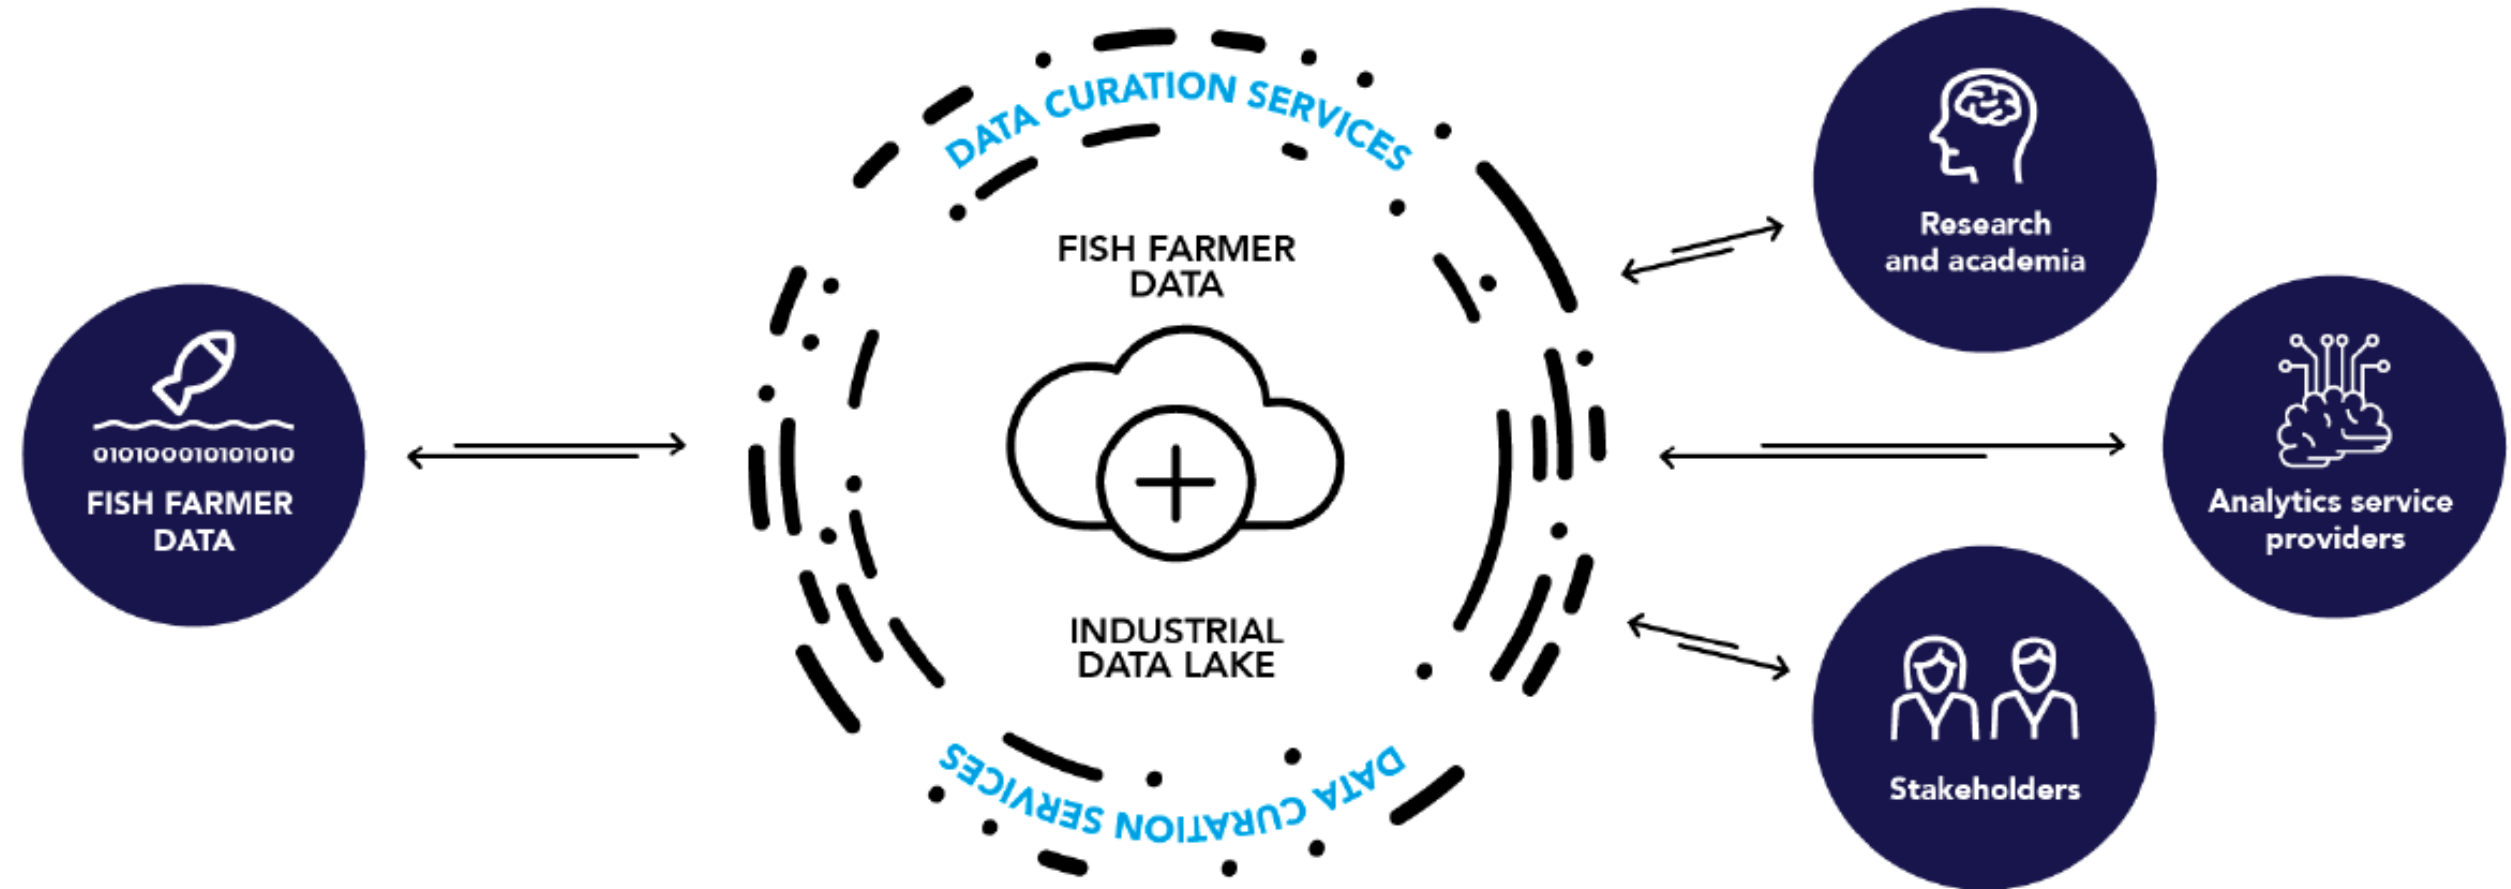 DATA CURATION SERVICES
FISH FARMER
DATA
INDUSTRIAL
DATA LAKE
DATA CURATION SERVICES
010100010101010
FISH FARMER
DATA
Research
and academia
Analytics service
providers
Stakeholders